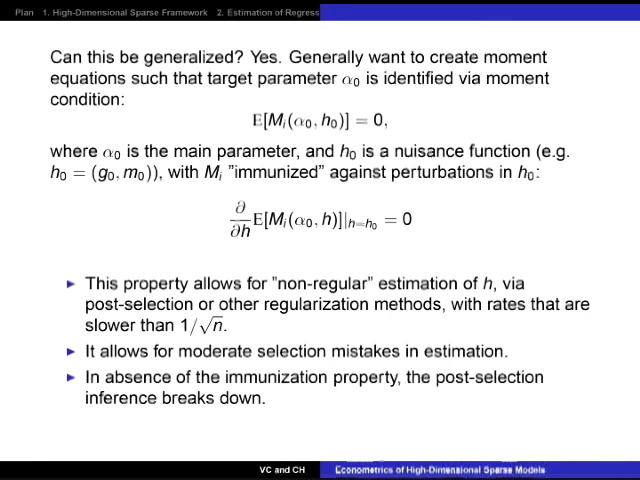 Plan 1. High-Dimensional Sparse Framework 2. Estimation of Regress
Can this be generalized? Yes. Generally want to create moment
equations such that target parameter α₀ is identified via moment
condition:
E[Mᵢ(α₀, h₀)] = 0,
where α₀ is the main parameter, and h₀ is a nuisance function (e.g.
h₀ = (g₀, m₀)), with Mᵢ "immunized" against perturbations in h₀:
∂/∂h E[Mᵢ(α₀, h)]|h=h₀ = 0
► This property allows for "non-regular" estimation of h, via
post-selection or other regularization methods, with rates that are
slower than 1/√n.
► It allows for moderate selection mistakes in estimation.
► In absence of the immunization property, the post-selection
inference breaks down.
VC and CH Econometrics of High-Dimensional Sparse Models